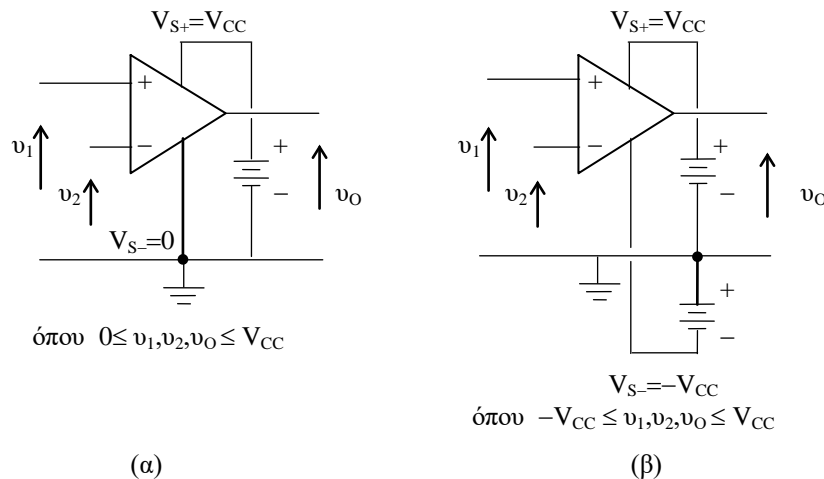 V_S+=V_CC
+
−
υ_1
υ_2
+
−
υ_O
V_S−=0
όπου 0≤ υ_1,υ_2,υ_O ≤ V_CC
(α)
V_S+=V_CC
+
−
υ_1
υ_2
+
−
υ_O
+
−
V_S−=−V_CC
όπου −V_CC ≤ υ_1,υ_2,υ_O ≤ V_CC
(β)